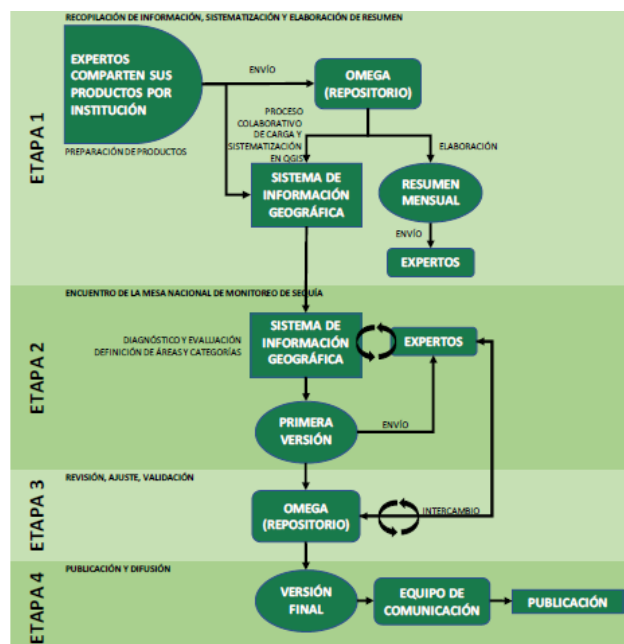 RECOPILACIÓN DE INFORMACIÓN, SISTEMATIZACIÓN Y ELABORACIÓN DE RESUMEN
ETAPA 1
EXPERTOS
COMPARTEN SUS
PRODUCTOS POR
INSTITUCIÓN
PREPARACIÓN DE PRODUCTOS
ENVÍO
OMEGA
(REPOSITORIO)
PROCESO
COLABORATIVO
DE CARGA Y
SISTEMATIZACIÓN
EN QGIS
ELABORACIÓN
SISTEMA DE
INFORMACIÓN
GEOGRÁFICA
RESUMEN
MENSUAL
ENVÍO
EXPERTOS
ENCUENTRO DE LA MESA NACIONAL DE MONITOREO DE SEQUÍA
ETAPA 2
DIAGNÓSTICO Y EVALUACIÓN
DEFINICIÓN DE ÁREAS Y CATEGORÍAS
SISTEMA DE
INFORMACIÓN
GEOGRÁFICA
EXPERTOS
PRIMERA
VERSIÓN
ENVÍO
REVISIÓN, AJUSTE, VALIDACIÓN
ETAPA 3
OMEGA
(REPOSITORIO)
INTERCAMBIO
PUBLICACIÓN Y DIFUSIÓN
ETAPA 4
VERSIÓN
FINAL
EQUIPO DE
COMUNICACIÓN
PUBLICACIÓN